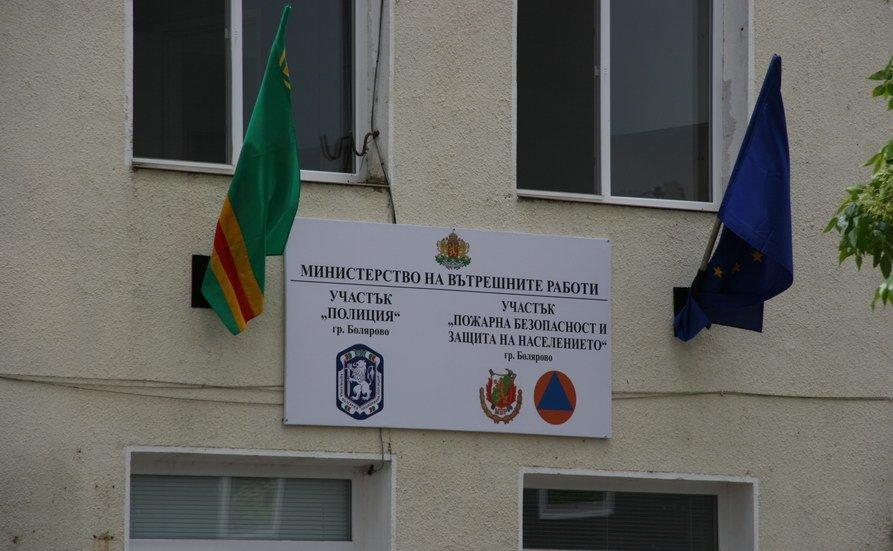 МИНИСТЕРСТВО НА ВЪТРЕШНИТЕ РАБОТИ
УЧАСТЪК
„ПОЛИЦИЯ“
гр. Болярово
УЧАСТЪК
„ПОЖАРНА БЕЗОПАСНОСТ И
ЗАЩИТА НА НАСЕЛЕНИЕТО“
гр. Болярово